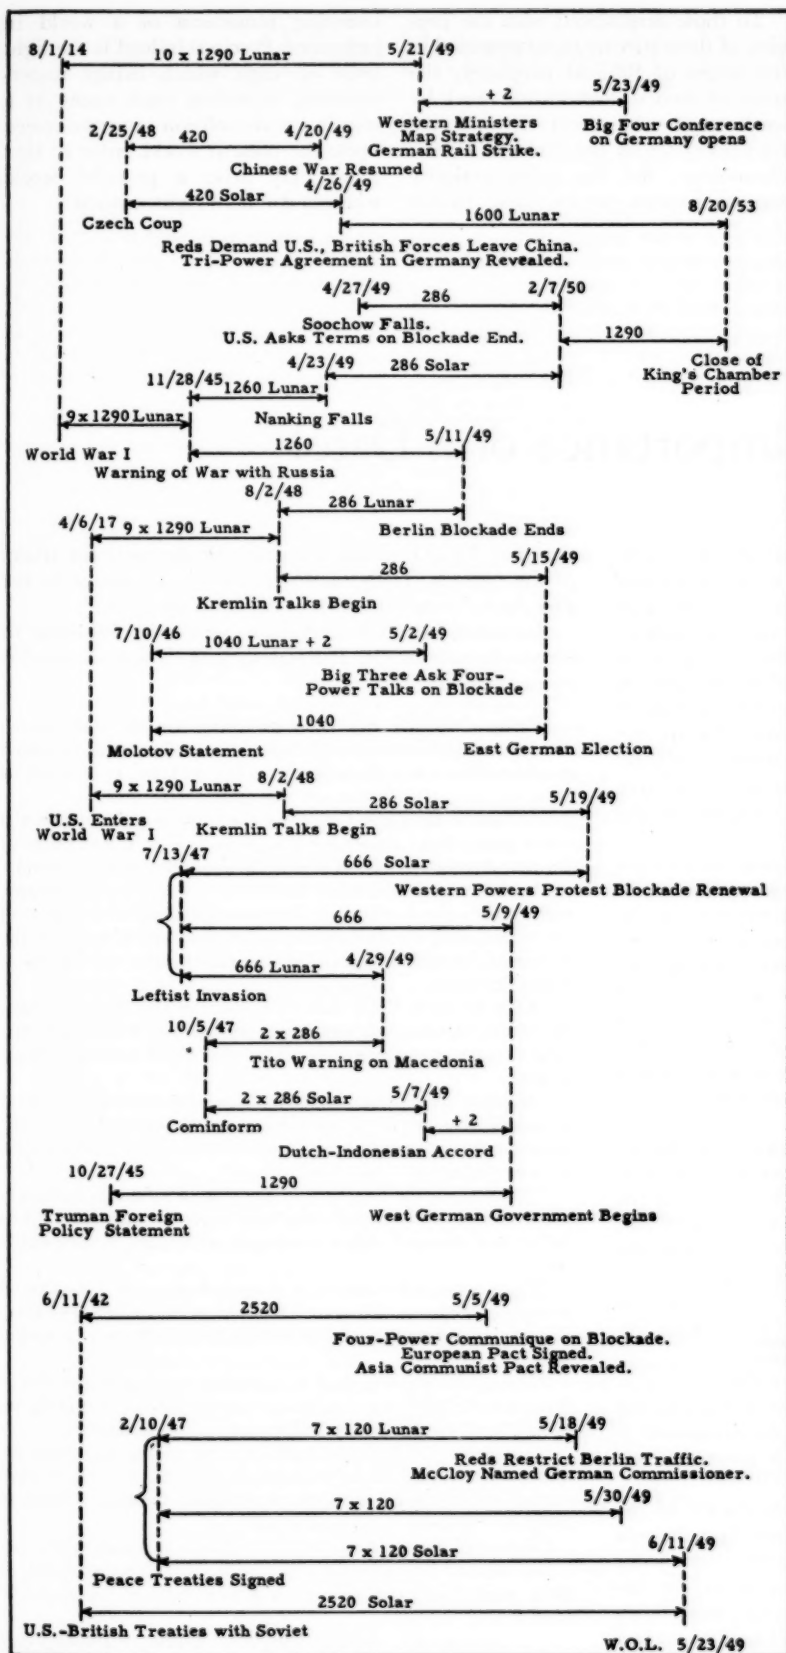 8/1/14 10 x 1290 Lunar 5/21/49
+ 2 5/23/49
Western Ministers
Map Strategy.
German Rail Strike.
Big Four Conference
on Germany opens
2/25/48 420 4/20/49
Chinese War Resumed
420 Solar 4/26/49
Czech Coup
1600 Lunar 8/20/53
Reds Demand U.S., British Forces Leave China.
Tri-Power Agreement in Germany Revealed.
4/27/49 286 2/7/50
Soochow Falls.
U.S. Asks Terms on Blockade End.
1290
Close of
King's Chamber
Period
4/23/49 286 Solar
11/28/45 1260 Lunar
Nanking Falls
9 x 1290 Lunar
World War I
1260 5/11/49
Warning of War with Russia
8/2/48 286 Lunar
Berlin Blockade Ends
4/6/17 9 x 1290 Lunar
286 5/15/49
Kremlin Talks Begin
7/10/46 1040 Lunar + 2 5/2/49
Big Three Ask Four-
Power Talks on Blockade
1040
Molotov Statement East German Election
9 x 1290 Lunar 8/2/48
286 Solar 5/19/49
U.S. Enters
World War I
Kremlin Talks Begin
7/13/47 666 Solar
Western Powers Protest Blockade Renewal
666 5/9/49
666 Lunar 4/29/49
Leftist Invasion
10/5/47 2 x 286
Tito Warning on Macedonia
2 x 286 Solar 5/7/49
+ 2
Cominform
Dutch-Indonesian Accord
10/27/45 1290
Truman Foreign
Policy Statement
West German Government Begins
6/11/42 2520 5/5/49
Four-Power Communique on Blockade.
European Pact Signed.
Asia Communist Pact Revealed.
2/10/47 7 x 120 Lunar 5/18/49
Reds Restrict Berlin Traffic.
McCloy Named German Commissioner.
7 x 120 5/30/49
7 x 120 Solar 6/11/49
Peace Treaties Signed
2520 Solar
U.S.-British Treaties with Soviet
W.O.L. 5/23/49